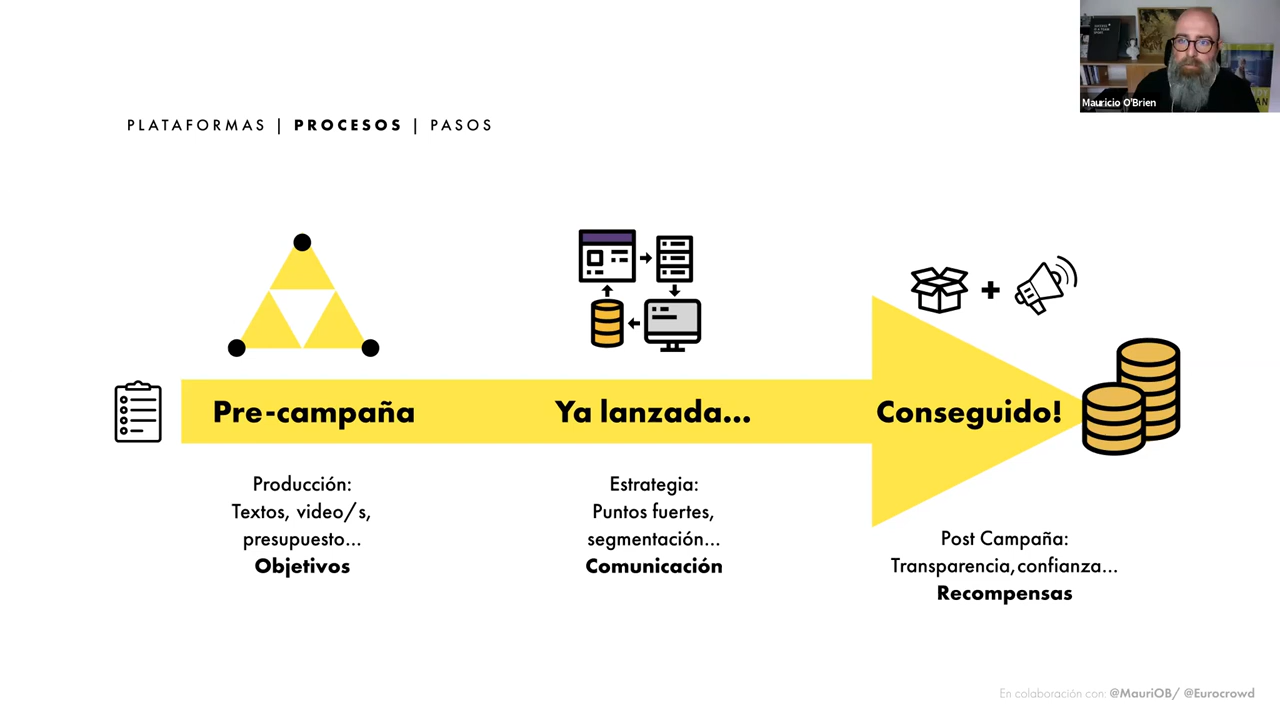 Mauricio O'Brien
PLATAFORMAS | PROCESOS | PASOS
Pre-campaña
Ya lanzada...
Conseguido!
Producción:
Textos, video/s,
presupuesto...
Objetivos
Estrategia:
Puntos fuertes,
segmentación...
Comunicación
Post Campaña:
Transparencia,confianza...
Recompensas
En colaboración con: @MauriOB/ @Eurocrowd